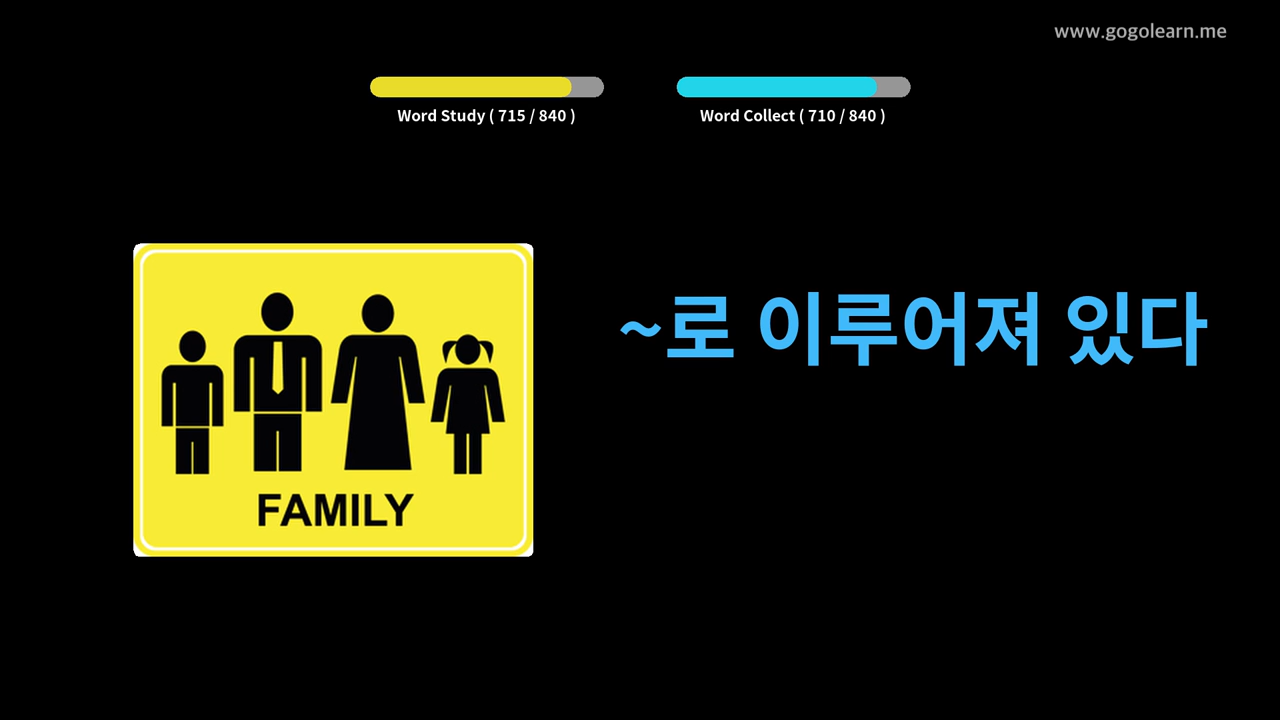 www.gogolearn.me
Word Study ( 715 / 840 )
Word Collect ( 710 / 840 )
~로 이루어져 있다
FAMILY